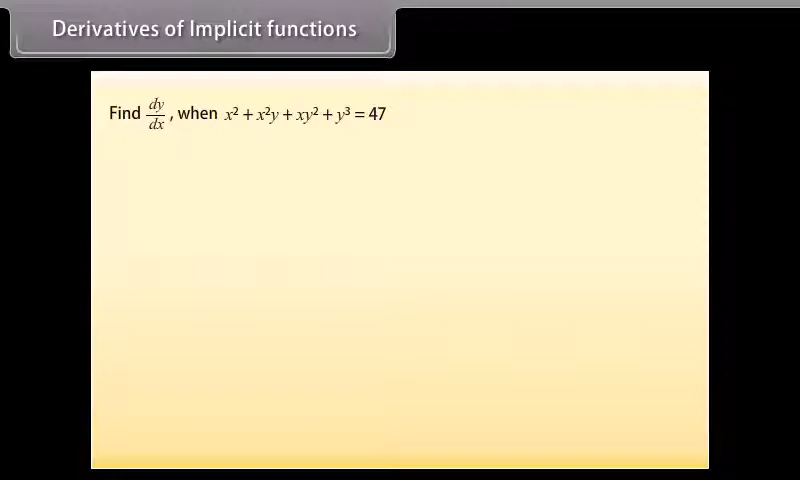 Derivatives of Implicit functions
Find dy/dx, when x² + x²y + xy² + y³ = 47